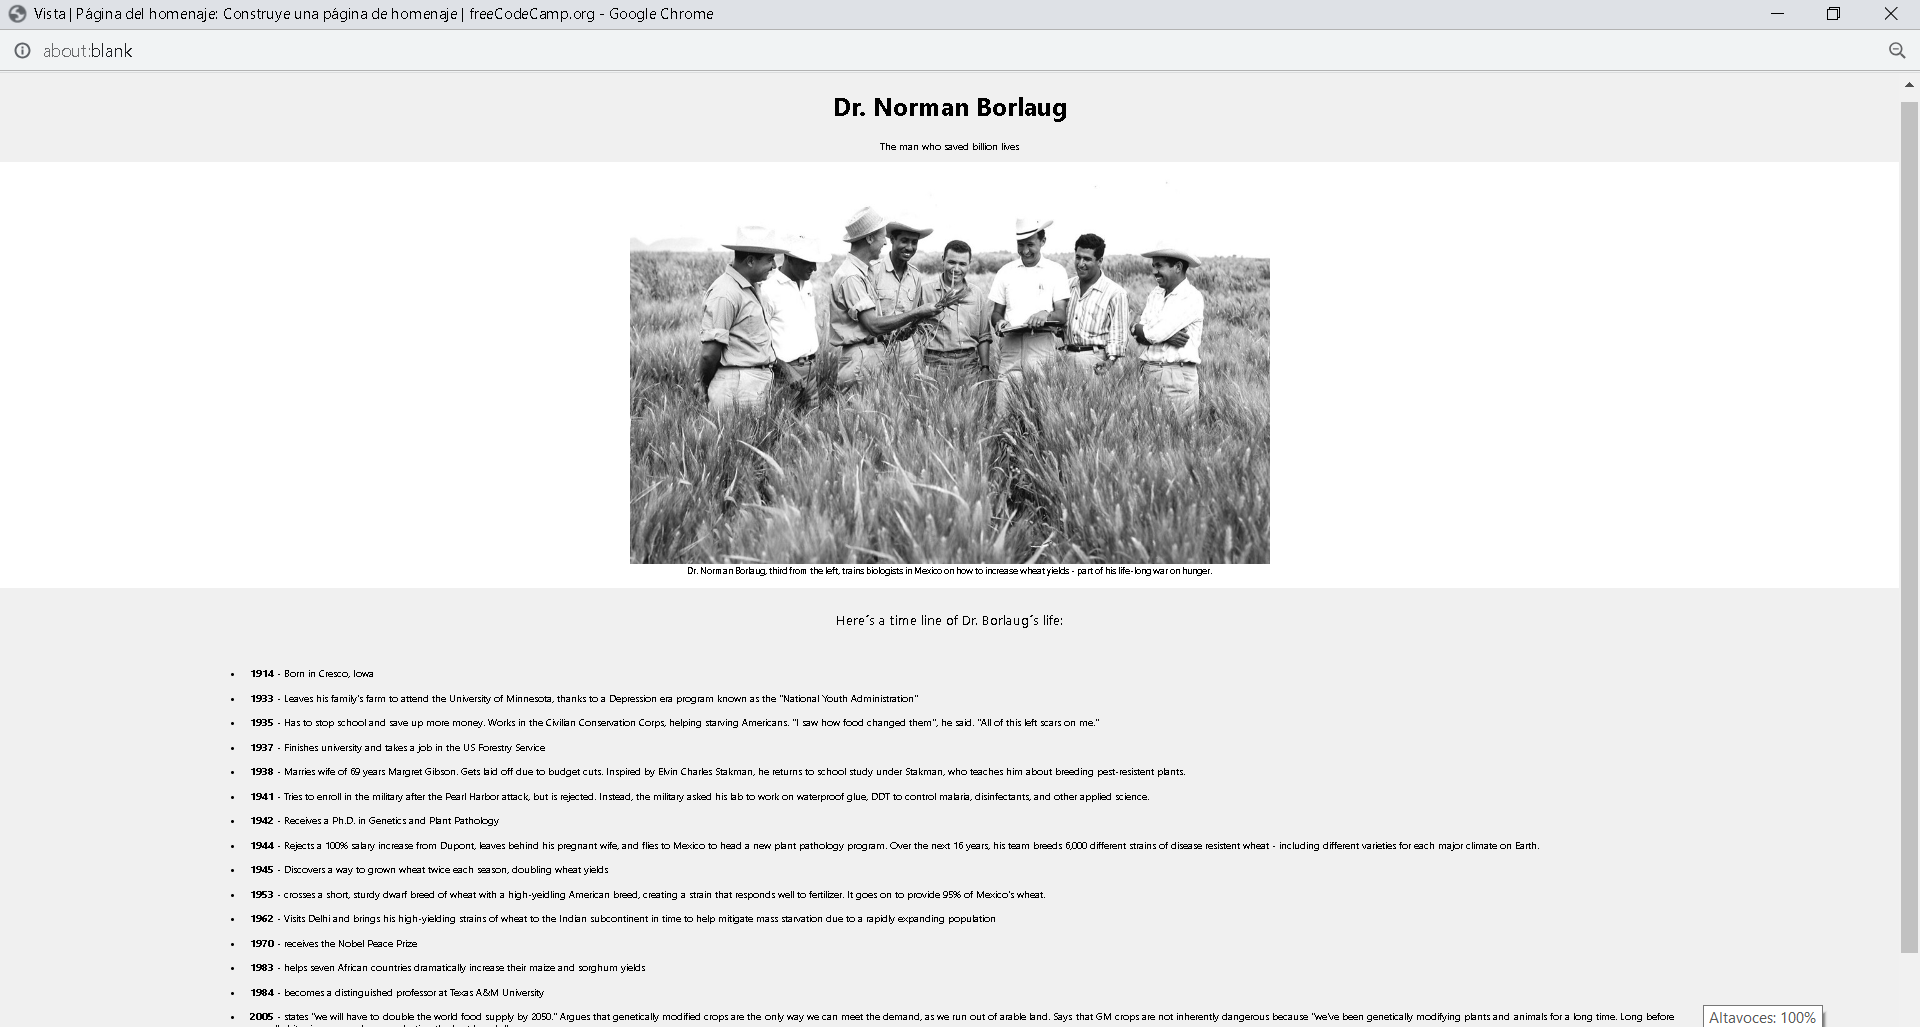 Vista | Página del homenaje: Construye una página de homenaje | freeCodeCamp.org - Google Chrome
about:blank
Dr. Norman Borlaug
The man who saved billion lives
Dr. Norman Borlaug, third from the left, trains biologists in Mexico on how to increase wheat yields - part of his life-long war on hunger.
Here´s a time line of Dr. Borlaug´s life:
• 1914 - Born in Cresco, Iowa
• 1933 - Leaves his family's farm to attend the University of Minnesota, thanks to a Depression era program known as the "National Youth Administration"
• 1935 - Has to stop school and save up more money. Works in the Civilian Conservation Corps, helping starving Americans. "I saw how food changed them", he said. "All of this left scars on me."
• 1937 - Finishes university and takes a job in the US Forestry Service
• 1938 - Marries wife of 69 years Margret Gibson. Gets laid off due to budget cuts. Inspired by Elvin Charles Stakman, he returns to school study under Stakman, who teaches him about breeding pest-resistent plants.
• 1941 - Tries to enroll in the military after the Pearl Harbor attack, but is rejected. Instead, the military asked his lab to work on waterproof glue, DDT to control malaria, disinfectants, and other applied science.
• 1942 - Receives a Ph.D. in Genetics and Plant Pathology
• 1944 - Rejects a 100% salary increase from Dupont, leaves behind his pregnant wife, and flies to Mexico to head a new plant pathology program. Over the next 16 years, his team breeds 6,000 different strains of disease resistent wheat - including different varieties for each major climate on Earth.
• 1945 - Discovers a way to grown wheat twice each season, doubling wheat yields
• 1953 - crosses a short, sturdy dwarf breed of wheat with a high-yeidling American breed, creating a strain that responds well to fertilizer. It goes on to provide 95% of Mexico's wheat.
• 1962 - Visits Delhi and brings his high-yielding strains of wheat to the Indian subcontinent in time to help mitigate mass starvation due to a rapidly expanding population
• 1970 - receives the Nobel Peace Prize
• 1983 - helps seven African countries dramatically increase their maize and sorghum yields
• 1984 - becomes a distinguished professor at Texas A&M University
• 2005 - states "we will have to double the world food supply by 2050." Argues that genetically modified crops are the only way we can meet the demand, as we run out of arable land. Says that GM crops are not inherently dangerous because "we've been genetically modifying plants and animals for a long time. Long before
Altavoces: 100%